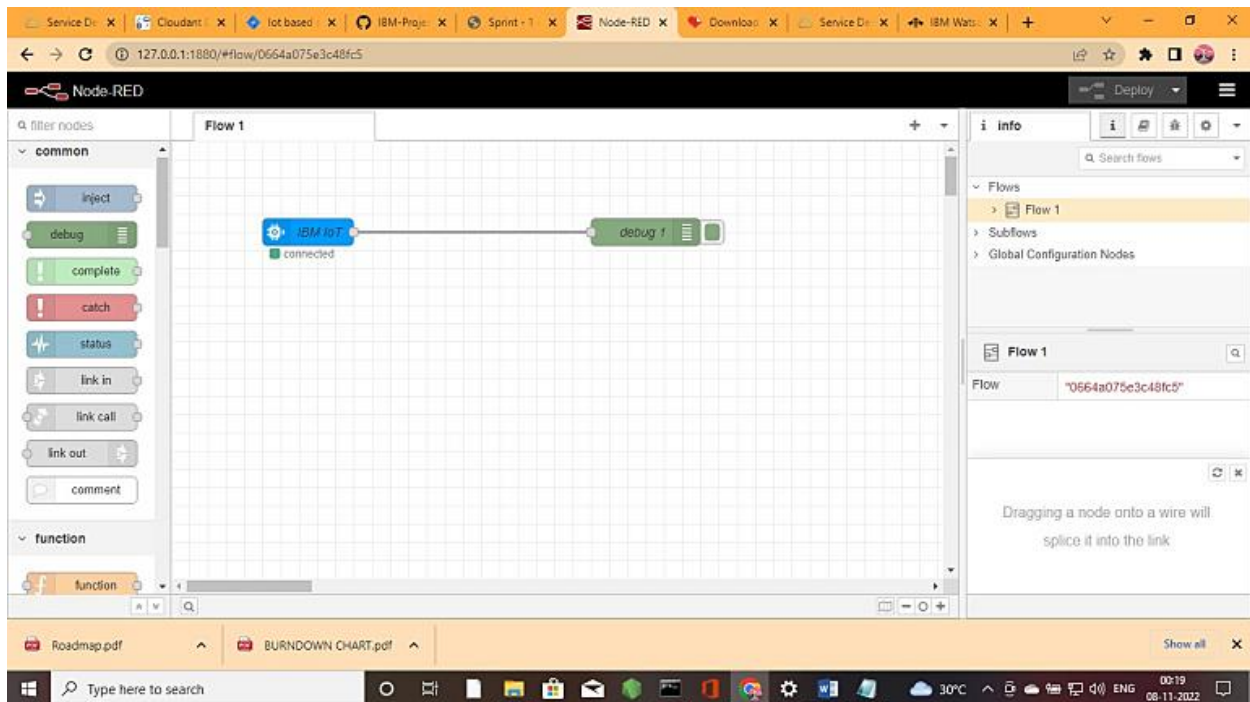 Service De
Cloudant
Iot based
IBM-Proje
Sprint - 1
Node-RED
Download
Service De
IBM Wats
127.0.0.1:1880/#flow/0664a075e3c48fc5
Node-RED
Deploy
filter nodes
Flow 1
i info
i
common
Search flows
inject
Flows
Flow 1
debug
IBM IoT
debug 1
Subflows
connected
Global Configuration Nodes
complete
catch
status
Flow 1
link in
Flow
"0664a075e3c48fc5"
link call
link out
comment
Dragging a node onto a wire will
splice it into the link
function
function
Roadmap.pdf
BURNDOWN CHART.pdf
Show all
Type here to search
30°C
ENG
00:19
08-11-2022